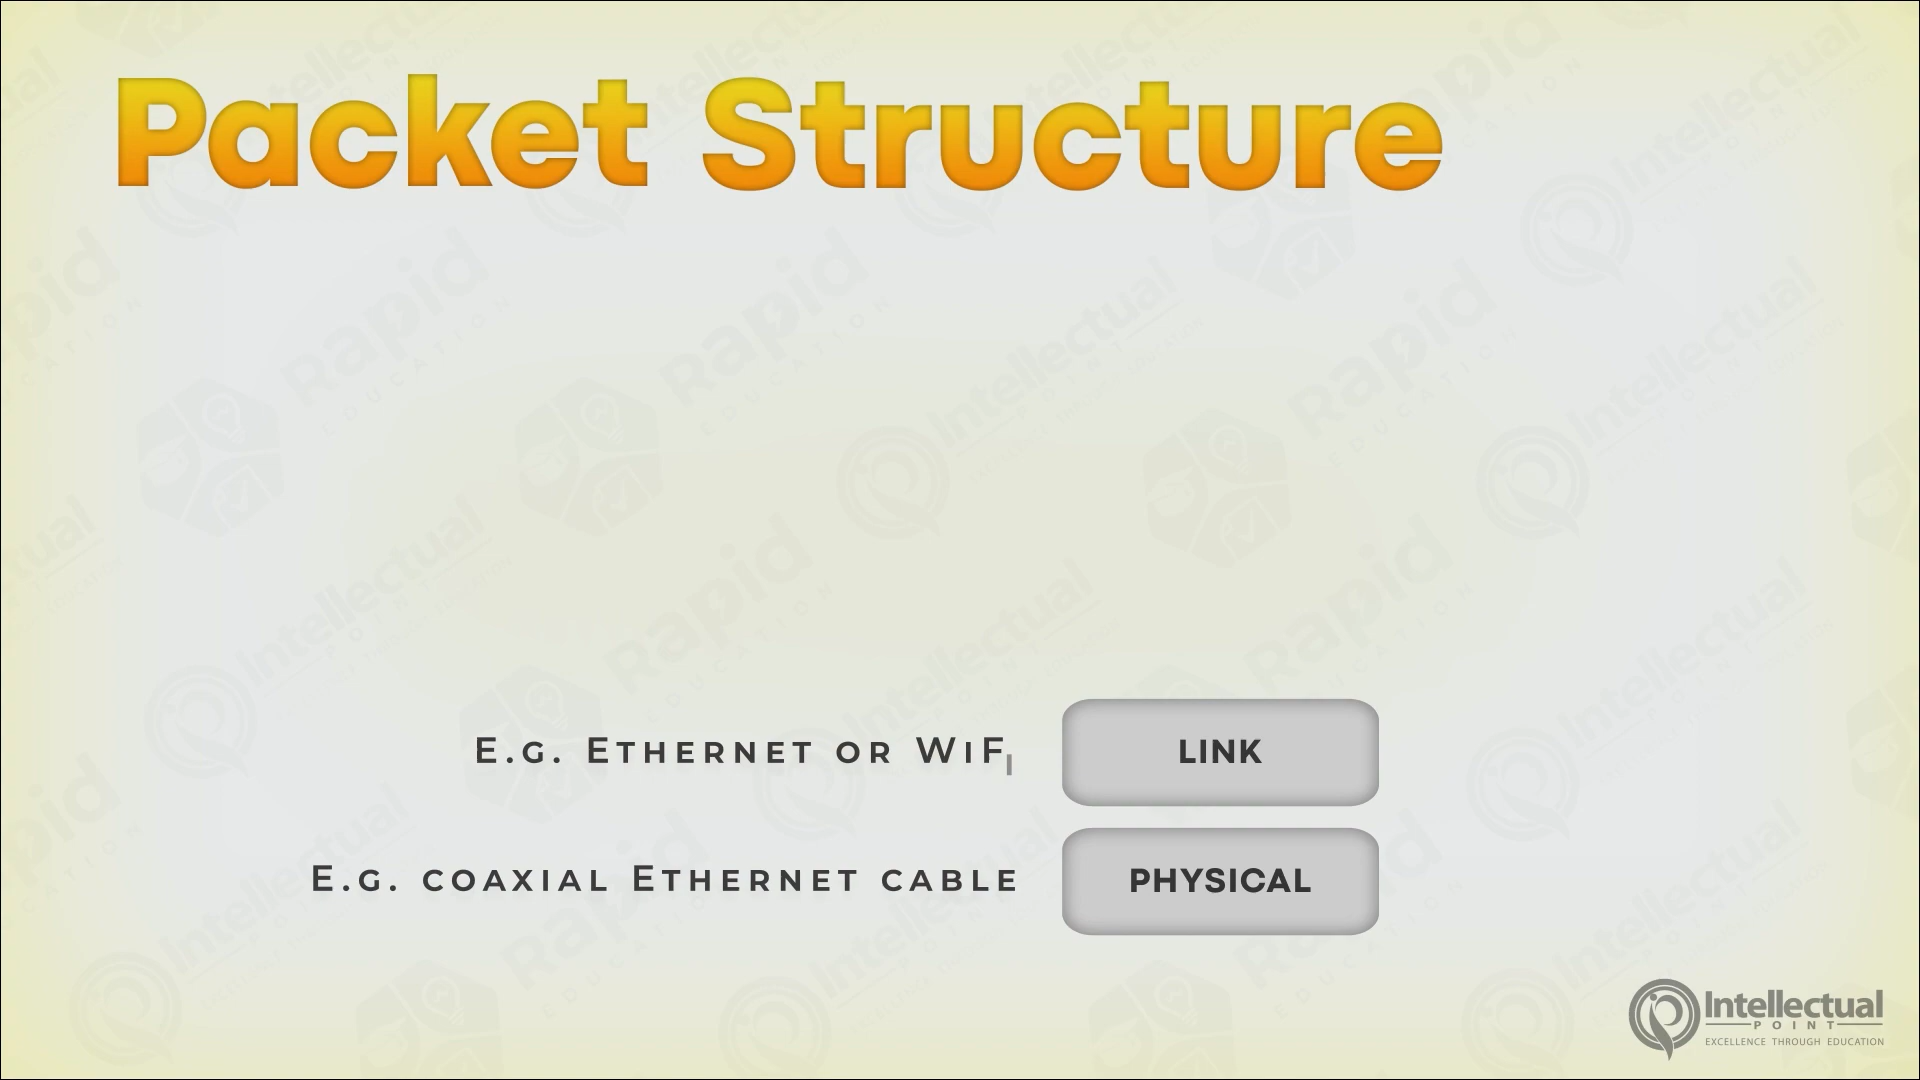 Packet Structure
E.g. Ethernet or WiFi
LINK
E.g. coaxial Ethernet cable
PHYSICAL
Intellectual
POINT
EXCELLENCE THROUGH EDUCATION